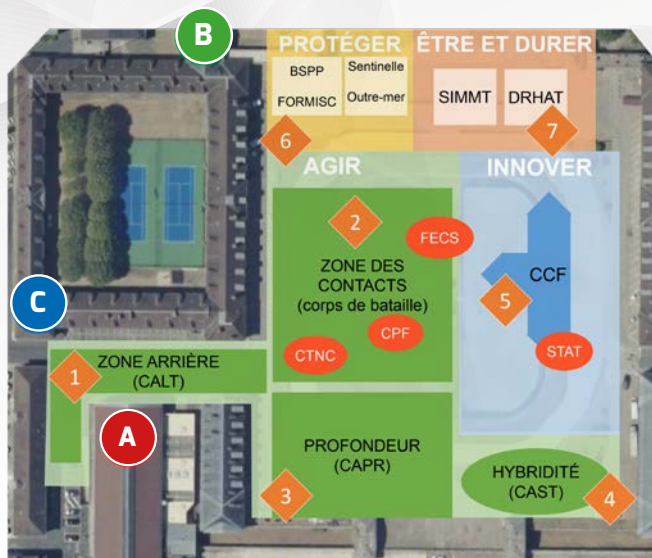 B
PROTÉGER
ÊTRE ET DURER
BSPP
Sentinelle
FORMISC
Outre-mer
SIMMT
DRHAT
6
7
AGIR
INNOVER
2
FECS
ZONE DES
CONTACTS
(corps de bataille)
CCF
5
C
CPF
CTNC
STAT
1
ZONE ARRIÈRE
(CALT)
A
PROFONDEUR
(CAPR)
HYBRIDITÉ
(CAST)
3
4